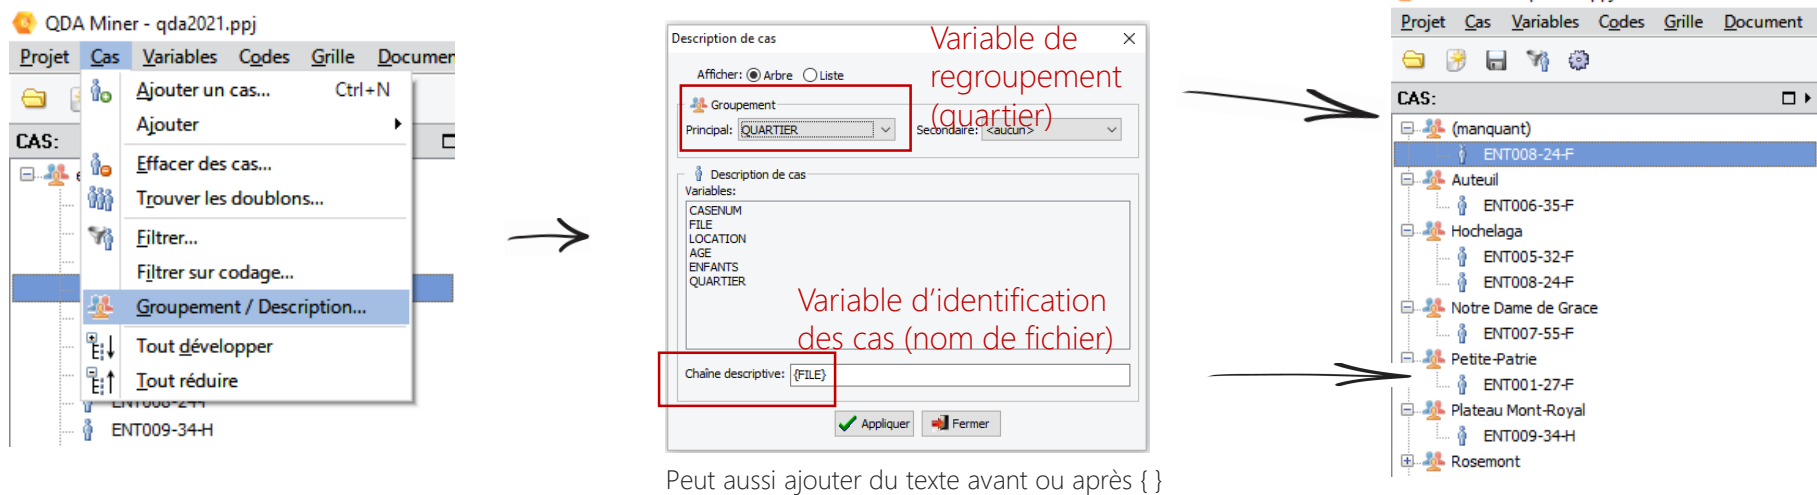 QDA Miner - qda2021.ppj
Projet Cas Variables Codes Grille Documen
Ajouter un cas... Ctrl+N
Ajouter
CAS:
Effacer des cas...
Trouver les doublons...
Filtrer...
Filtrer sur codage...
Groupement / Description...
Tout développer
Tout réduire
ENT009-34-H
Description de cas
Variable de
regroupement
(quartier)
Afficher: Arbre Liste
Groupement
Principal: QUARTIER
Secondaire: <aucun>
Description de cas
Variables:
CASENUM
FILE
LOCATION
AGE
ENFANTS
QUARTIER
Variable d'identification
des cas (nom de fichier)
Chaîne descriptive: {FILE}
Appliquer Fermer
Peut aussi ajouter du texte avant ou après { }
Projet Cas Variables Codes Grille Document
CAS:
(manquant)
ENT008-24-F
Auteuil
ENT006-35-F
Hochelaga
ENT005-32-F
ENT008-24-F
Notre Dame de Grace
ENT007-55-F
Petite-Patrie
ENT001-27-F
Plateau Mont-Royal
ENT009-34-H
Rosemont